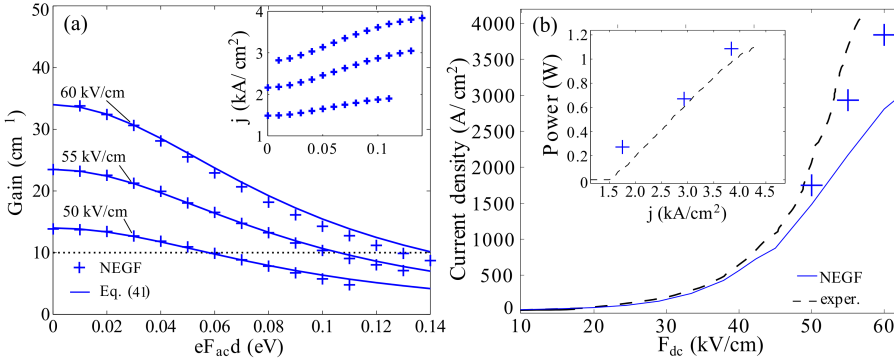 (a)
50
40
30
20
10
0
Gain (cm⁻¹)
60 kV/cm
55 kV/cm
50 kV/cm
NEGF
Eq. (41)
0 0.02 0.04 0.06 0.08 0.1 0.12 0.14
eF_ac d (eV)
4
3
2
1
j (kA/cm²)
0 0.05 0.1
(b)
4000
3500
3000
2500
2000
1500
1000
500
0
Current density (A/cm²)
10 20 30 40 50 60
F_dc (kV/cm)
NEGF
exper.
1.2
1
0.8
0.6
0.4
0.2
0
Power (W)
1.5 2.0 2.5 3.0 3.5 4.0 4.5
j (kA/cm²)